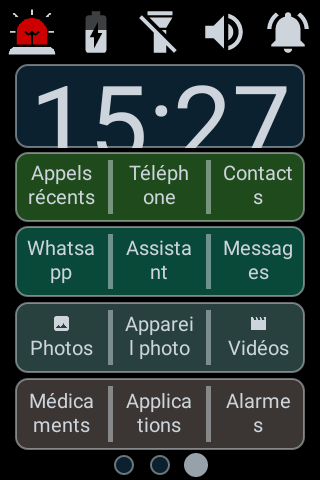 15:27
Appels Téléph Contact
récents one s
Whatsa Assista Messag
pp nt es
Apparei
Photos l photo Vidéos
Médica Applica Alarme
ments tions s